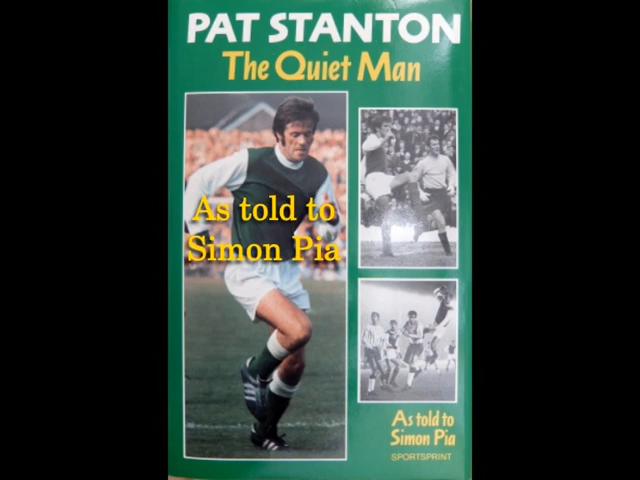 PAT STANTON
The Quiet Man
As told to
Simon Pia
As told to
Simon Pia
SPORTSPRINT